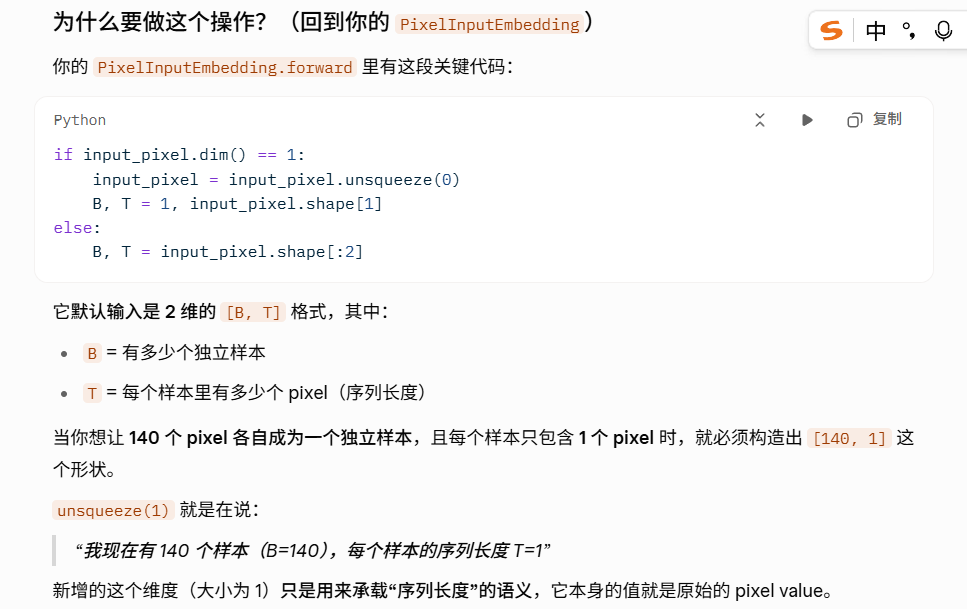 为什么要做这个操作？（回到你的 PixelInputEmbedding）
中
你的 PixelInputEmbedding.forward 里有这段关键代码：
Python
复制
if input_pixel.dim() == 1:
    input_pixel = input_pixel.unsqueeze(0)
    B, T = 1, input_pixel.shape[1]
else:
    B, T = input_pixel.shape[:2]
它默认输入是 2 维的 [B, T] 格式，其中：
• B = 有多少个独立样本
• T = 每个样本里有多少个 pixel（序列长度）
当你想让 140 个 pixel 各自成为一个独立样本，且每个样本只包含 1 个 pixel 时，就必须构造出 [140, 1] 这
个形状。
unsqueeze(1) 就是在说：
“我现在有 140 个样本（B=140），每个样本的序列长度 T=1”
新增的这个维度（大小为 1）只是用来承载“序列长度”的语义，它本身的值就是原始的 pixel value。